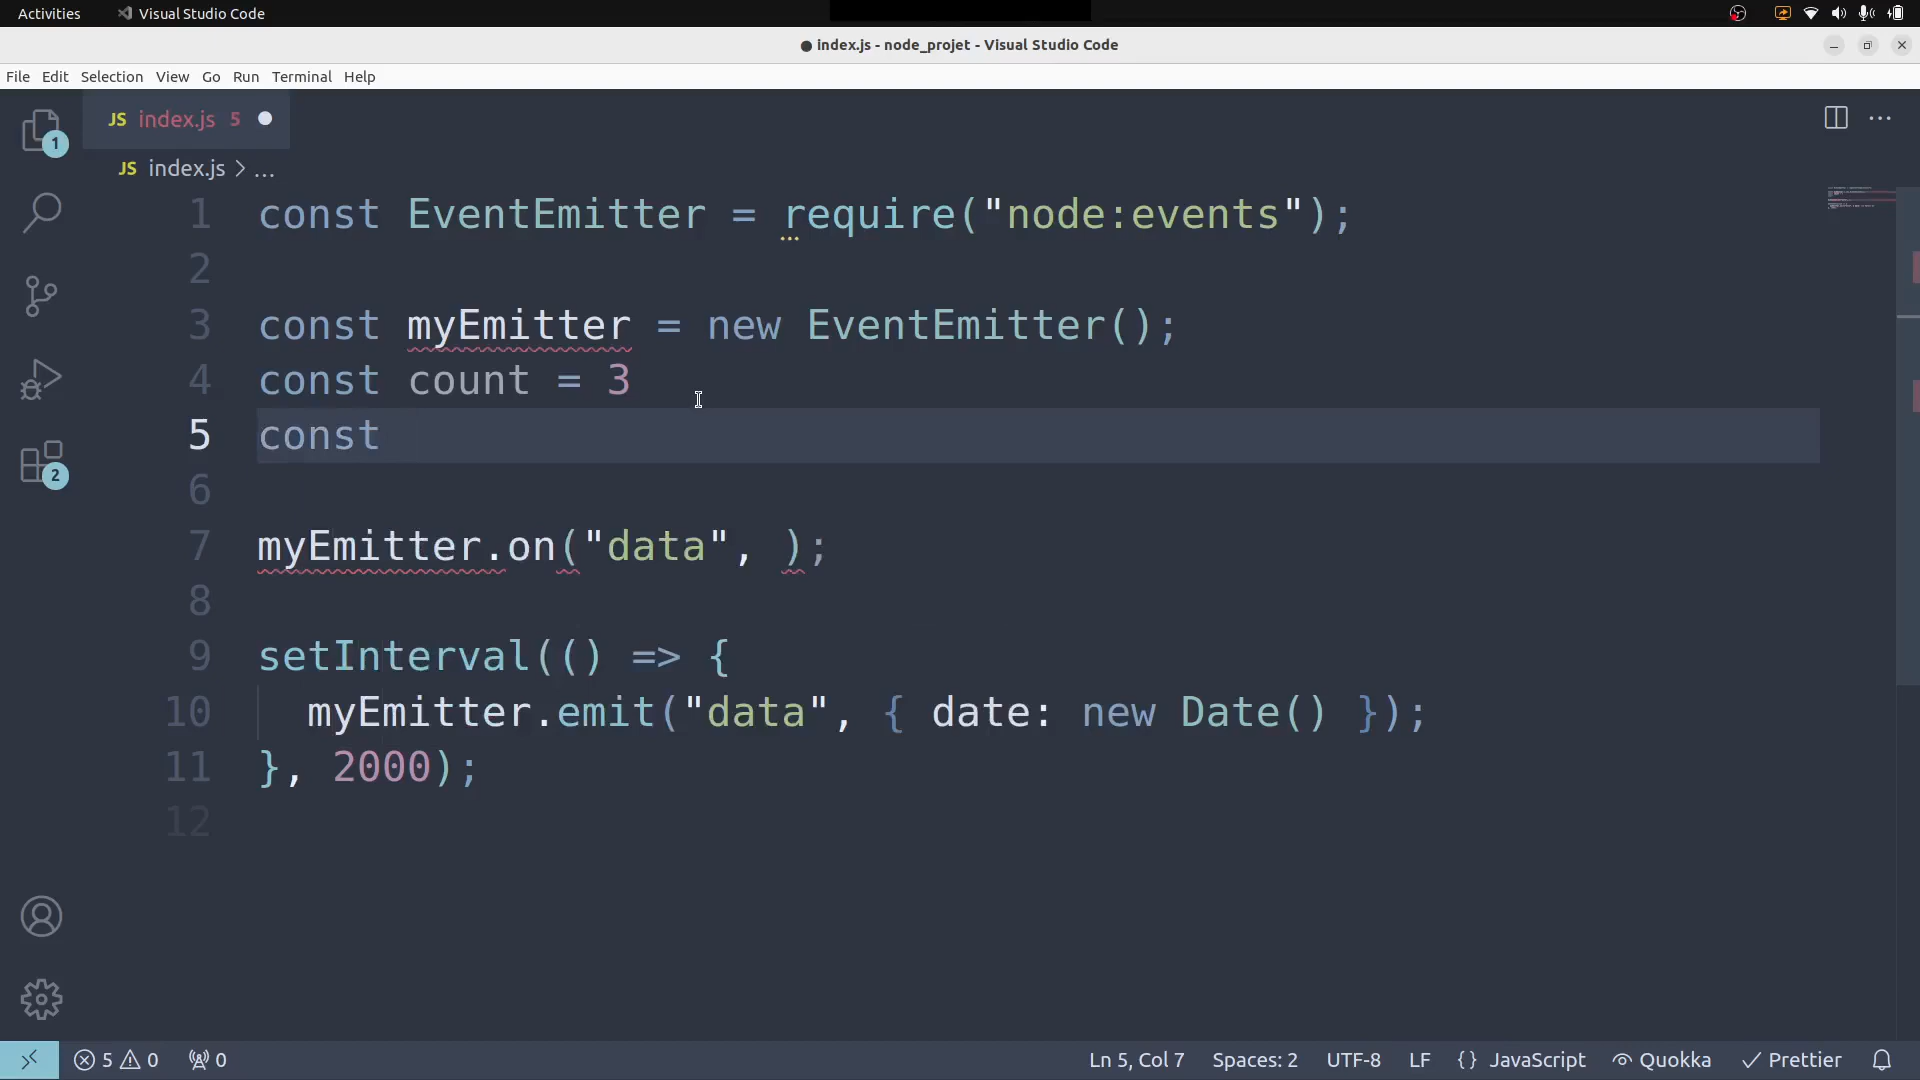 Activities Visual Studio Code
● index.js - node_projet - Visual Studio Code
File Edit Selection View Go Run Terminal Help
1 JS index.js 5 ● ...
JS index.js > ...
1 const EventEmitter = require("node:events");
2
3 const myEmitter = new EventEmitter();
4 const count = 3
5 const
6
7 myEmitter.on("data", );
8
9 setInterval(() => {
10 myEmitter.emit("data", { date: new Date() });
11 }, 2000);
12
2
5 0 0 Ln 5, Col 7 Spaces: 2 UTF-8 LF {} JavaScript Quokka Prettier